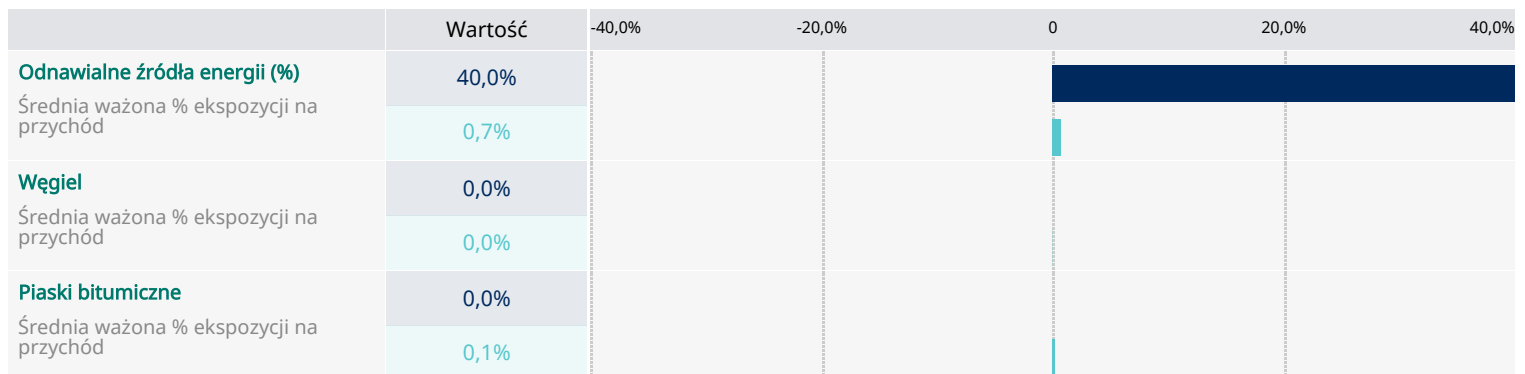 Wartość -40,0% -20,0% 0 20,0% 40,0%
Odnawialne źródła energii (%)
40,0%
Średnia ważona % ekspozycji na
przychód
0,7%
Węgiel
0,0%
Średnia ważona % ekspozycji na
przychód
0,0%
Piaski bitumiczne
0,0%
Średnia ważona % ekspozycji na
przychód
0,1%